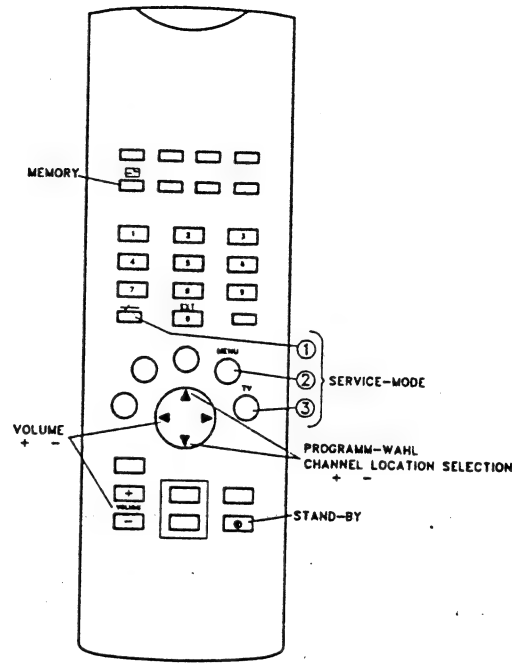 MEMORY
1 2 3
4 5 6
7 8 9
-/--
EXT
0
①
MENU
②
SERVICE-MODE
TV
③
VOLUME
+ -
PROGRAMM-WAHL
CHANNEL LOCATION SELECTION
+ -
+
VOLUME
-
STAND-BY